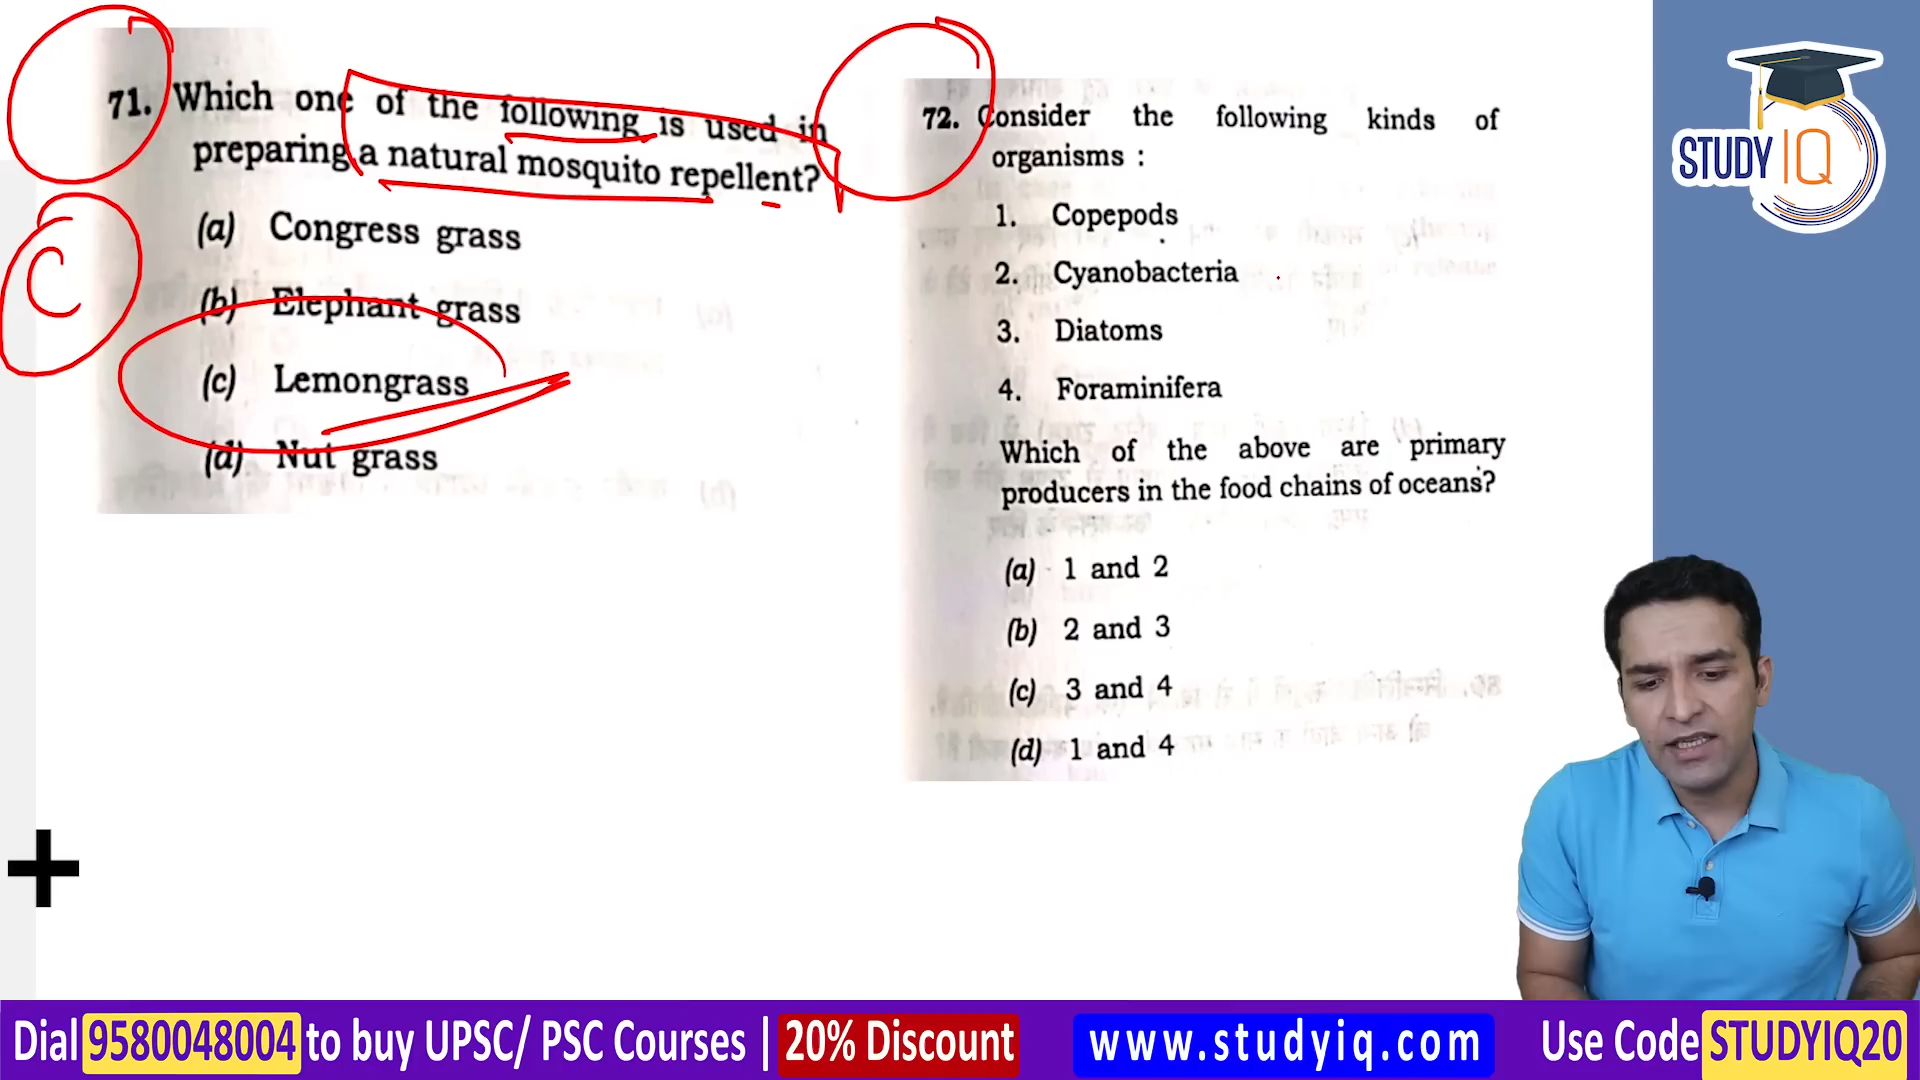 71. Which one of the following is used in
preparing a natural mosquito repellent?
(a) Congress grass
(b) Elephant grass
(c) Lemongrass
(d) Nut grass
C
72. Consider the following kinds of
organisms :
1. Copepods
2. Cyanobacteria
3. Diatoms
4. Foraminifera
Which of the above are primary
producers in the food chains of oceans?
(a) 1 and 2
(b) 2 and 3
(c) 3 and 4
(d) 1 and 4
STUDY IQ
Dial 9580048004 to buy UPSC/ PSC Courses | 20% Discount www.studyiq.com Use Code STUDYIQ20